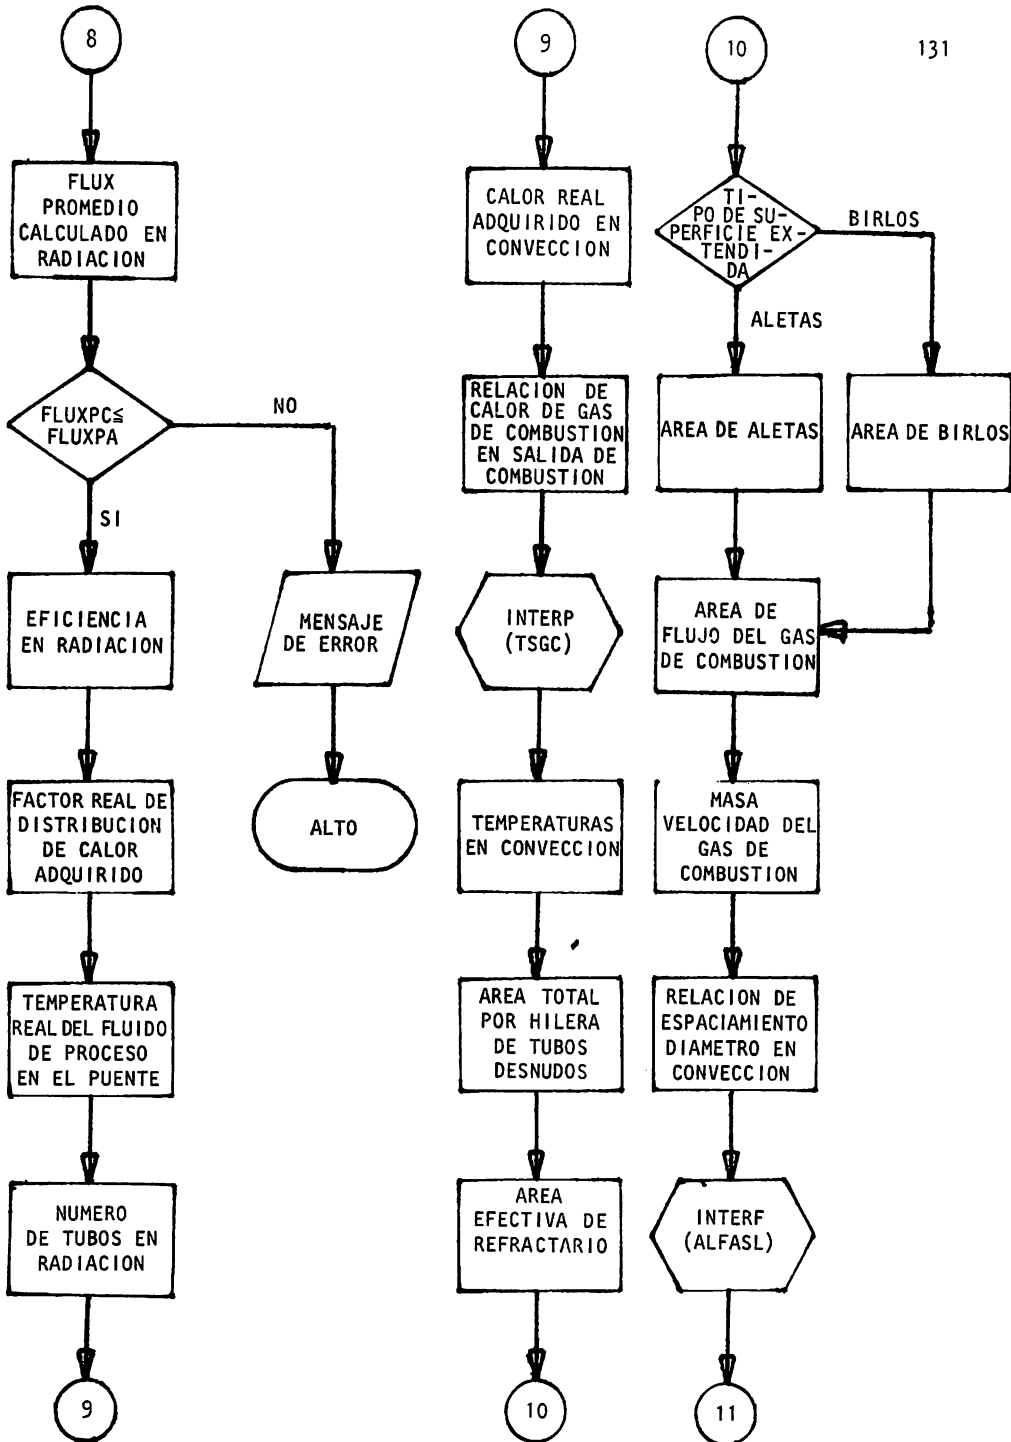 131
8
FLUX
PROMEDIO
CALCULADO EN
RADIACION
FLUXPC≦
FLUXPA
NO
SI
EFICIENCIA
EN RADIACION
MENSAJE
DE ERROR
FACTOR REAL DE
DISTRIBUCION
DE CALOR
ADQUIRIDO
ALTO
TEMPERATURA
REAL DEL FLUIDO
DE PROCESO
EN EL PUENTE
NUMERO
DE TUBOS EN
RADIACION
9
9
CALOR REAL
ADQUIRIDO EN
CONVECCION
RELACION DE
CALOR DE GAS
DE COMBUSTION
EN SALIDA DE
COMBUSTION
INTERP
(TSGC)
TEMPERATURAS
EN CONVECCION
AREA TOTAL
POR HILERA
DE TUBOS
DESNUDOS
AREA
EFECTIVA DE
REFRACTARIO
10
10
TI-
PO DE SU-
PERFICIE EX-
TENDI-
DA
BIRLOS
ALETAS
AREA DE ALETAS
AREA DE BIRLOS
AREA DE
FLUJO DEL GAS
DE COMBUSTION
MASA
VELOCIDAD DEL
GAS DE
COMBUSTION
RELACION DE
ESPACIAMIENTO
DIAMETRO EN
CONVECCION
INTERF
(ALFASL)
11